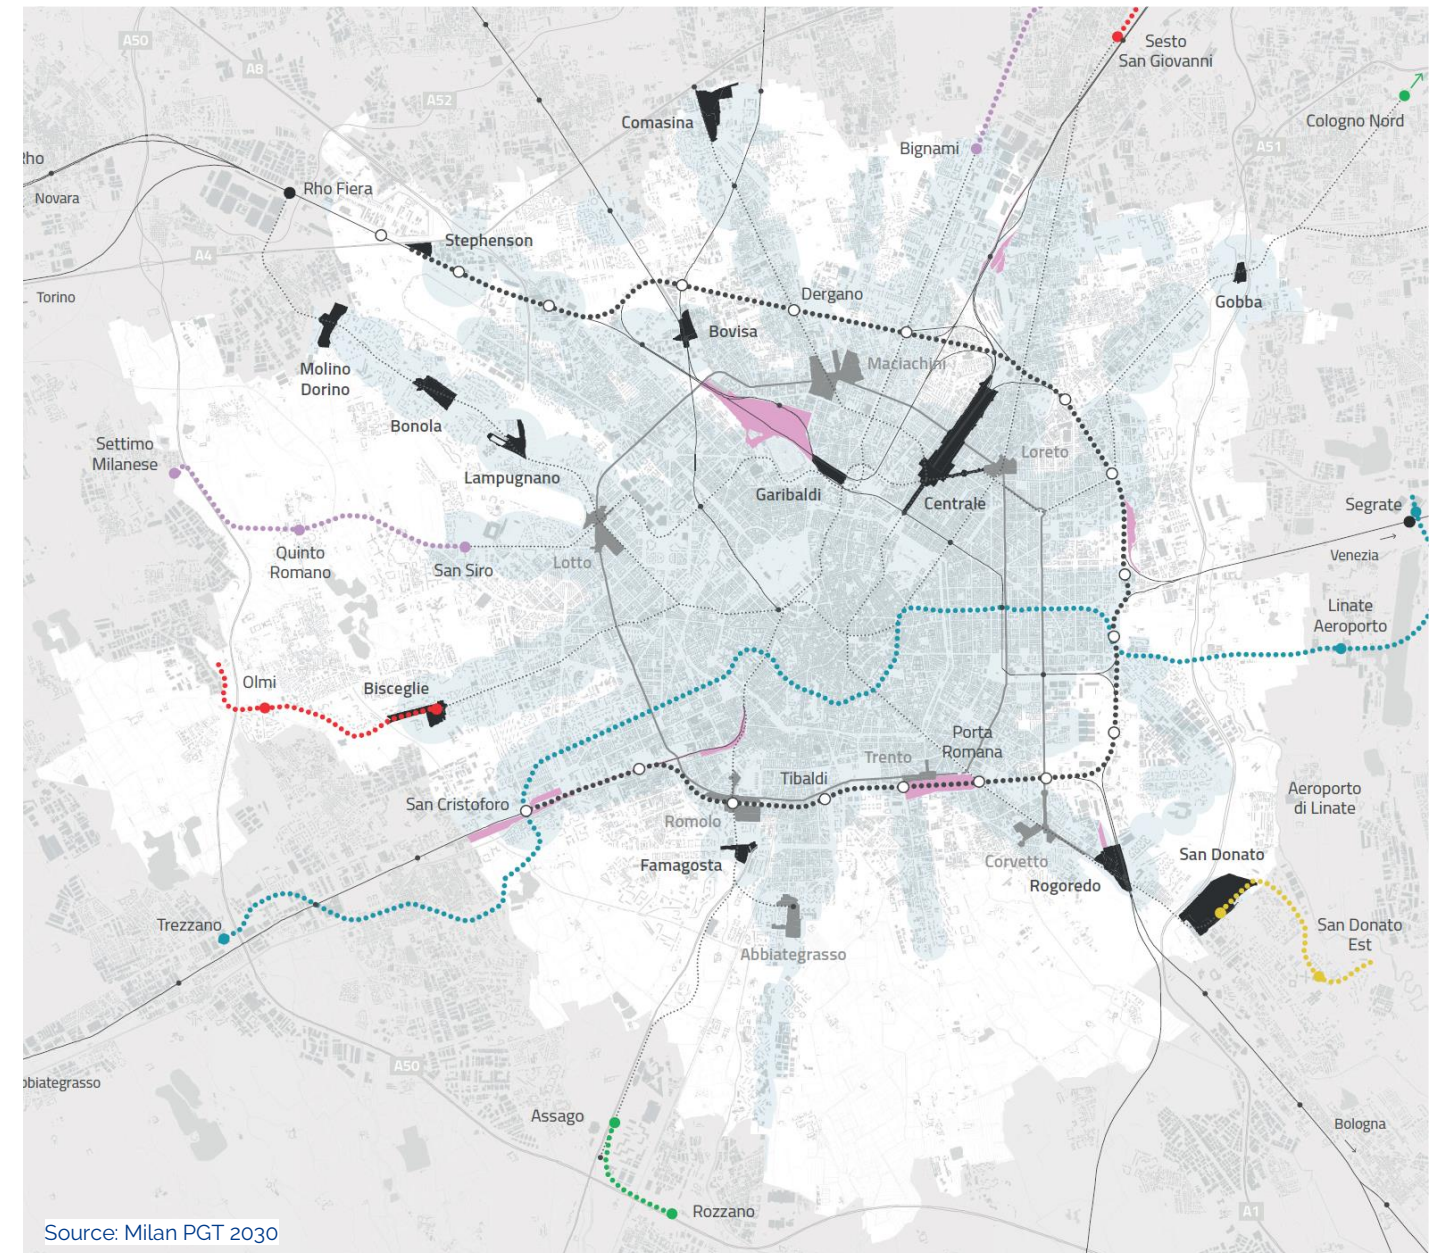 A50
Sesto
San Giovanni
A8
A52
Cologno Nord
Comasina
Bignami
A51
Rho
Novara
Rho Fiera
Stephenson
A4
Torino
Dergano
Gobba
Bovisa
Maciachini
Molino
Dorino
Bonola
Settimo
Milanese
Loreto
Lampugnano
Garibaldi
Centrale
Segrate
Venezia
Quinto
Romano
San Siro
Lotto
Linate
Aeroporto
Olmi
Bisceglie
Porta
Romana
Trento
Tibaldi
San Cristoforo
Aeroporto
di Linate
Romolo
Famagosta
Corvetto
Rogoredo
San Donato
Trezzano
San Donato
Est
Abbiategrasso
A50
bbiategrasso
Assago
Bologna
Rozzano
A1
Source: Milan PGT 2030